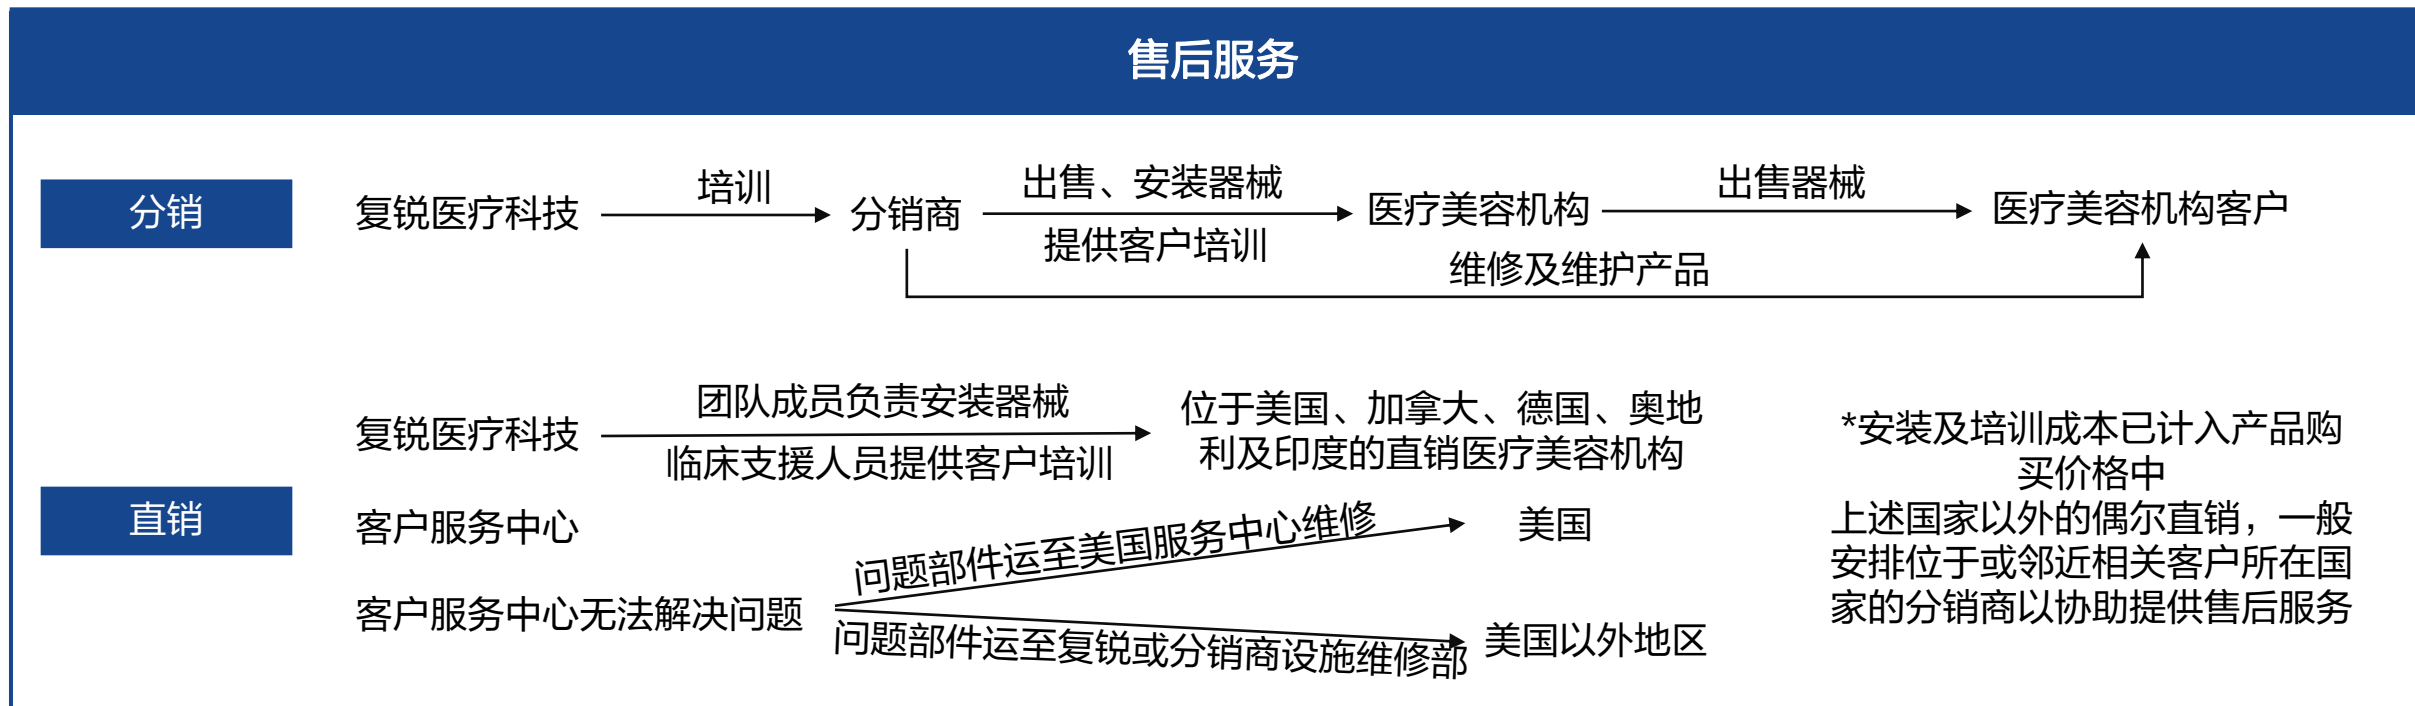 售后服务
分销
复锐医疗科技
培训
分销商
出售、安装器械
提供客户培训
医疗美容机构
出售器械
医疗美容机构客户
维修及维护产品
直销
复锐医疗科技
团队成员负责安装器械
临床支援人员提供客户培训
位于美国、加拿大、德国、奥地
利及印度的直销医疗美容机构
客户服务中心
客户服务中心无法解决问题
问题部件运至美国服务中心维修
美国
问题部件运至复锐或分销商设施维修部
美国以外地区
*安装及培训成本已计入产品购
买价格中
上述国家以外的偶尔直销，一般
安排位于或邻近相关客户所在国
家的分销商以协助提供售后服务